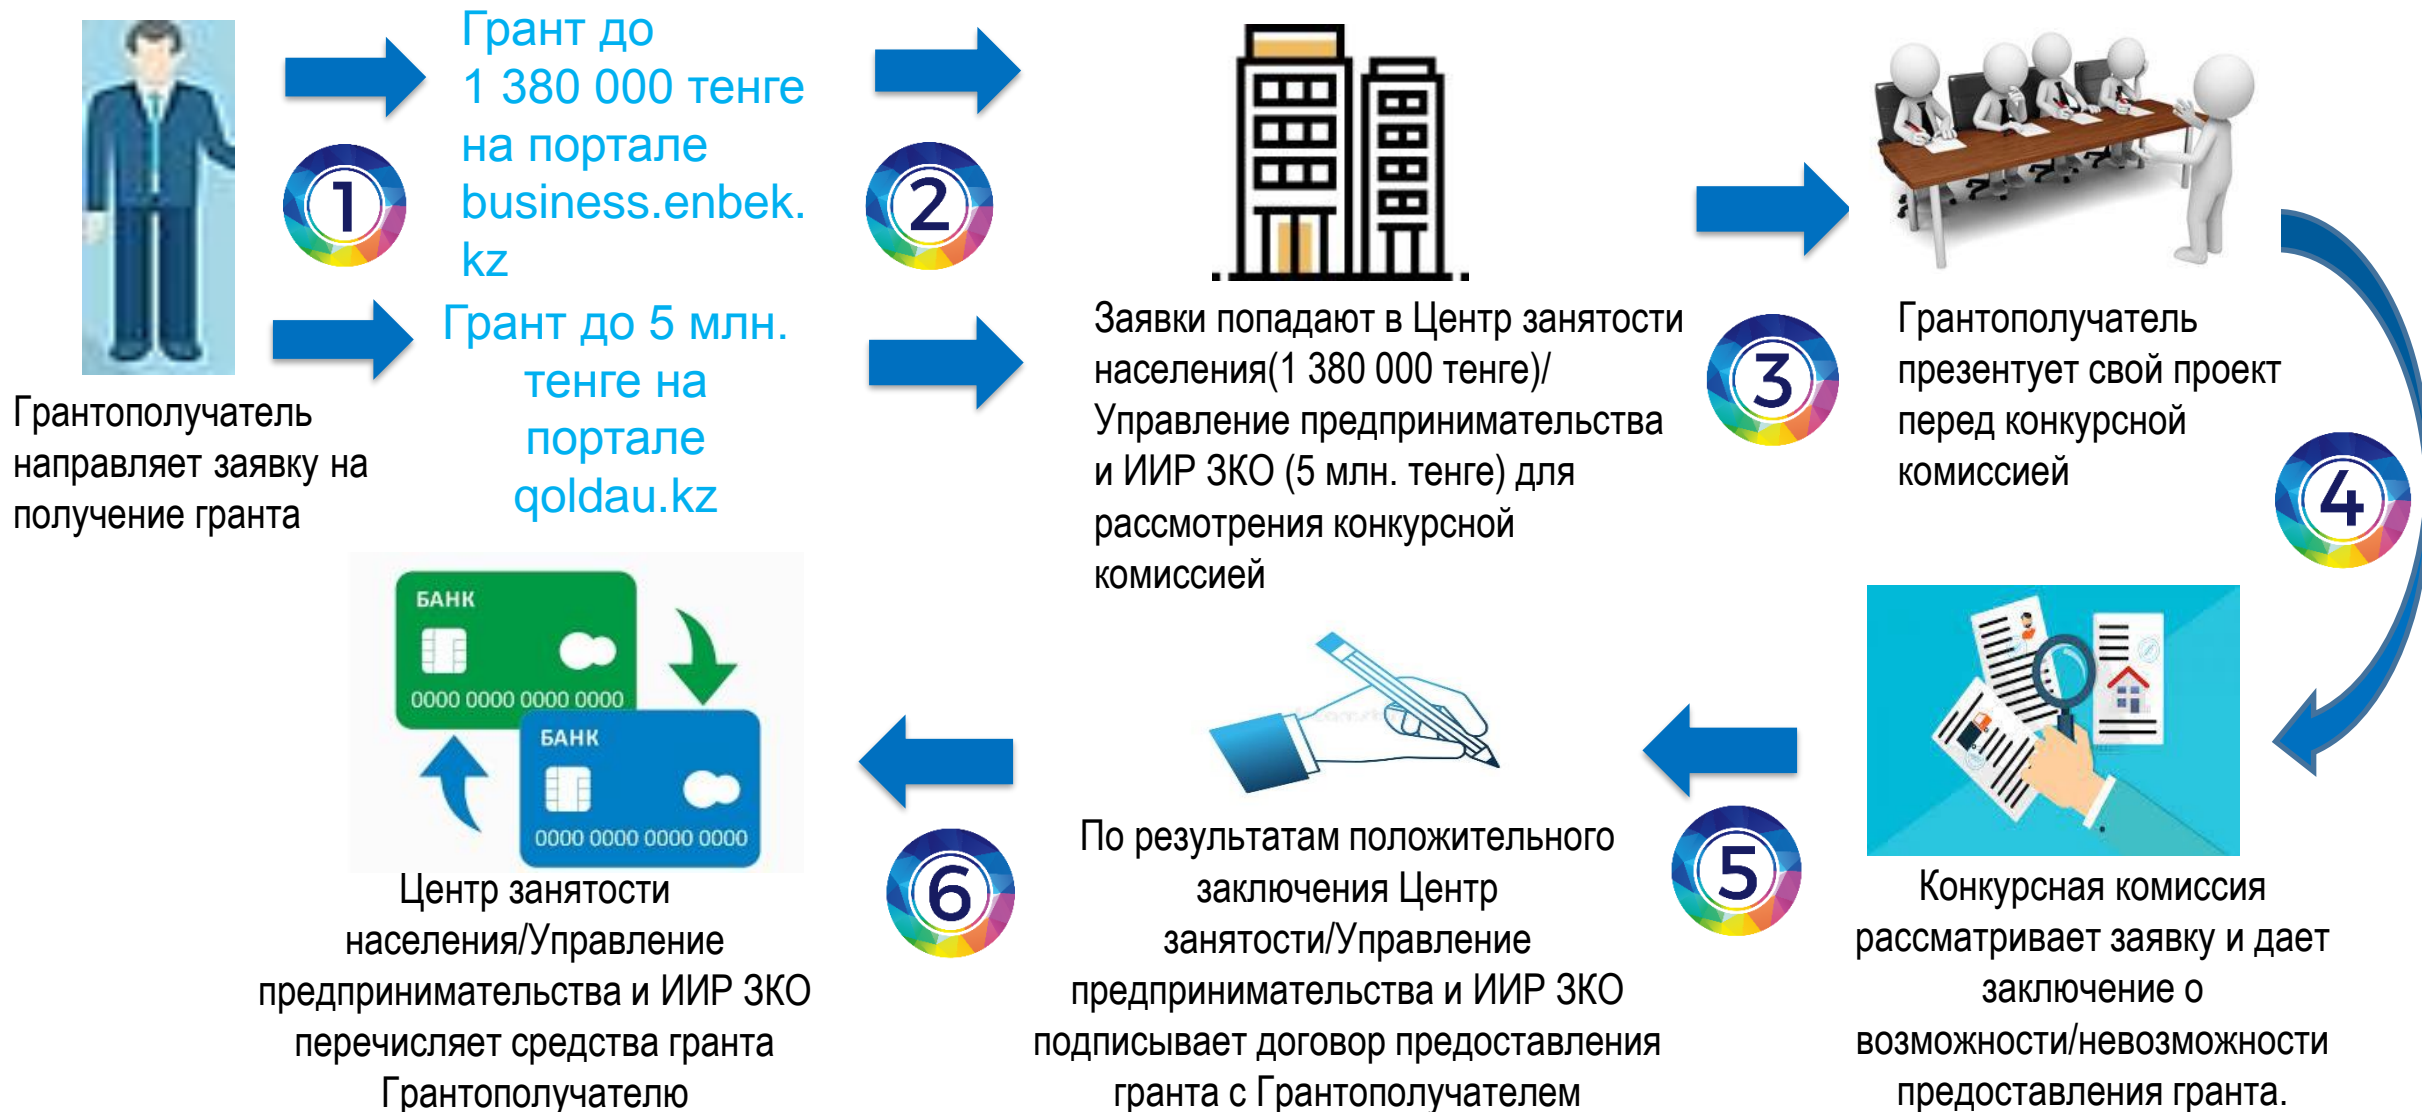 Грантополучатель
направляет заявку на
получение гранта
1
Грант до
1 380 000 тенге
на портале
business.enbek.
kz
Грант до 5 млн.
тенге на
портале
qoldau.kz
2
Заявки попадают в Центр занятости
населения(1 380 000 тенге)/
Управление предпринимательства
и ИИР ЗКО (5 млн. тенге) для
рассмотрения конкурсной
комиссией
3
Грантополучатель
презентует свой проект
перед конкурсной
комиссией
4
Конкурсная комиссия
рассматривает заявку и дает
заключение о
возможности/невозможности
предоставления гранта.
5
По результатам положительного
заключения Центр
занятости/Управление
предпринимательства и ИИР ЗКО
подписывает договор предоставления
гранта с Грантополучателем
6
БАНК
0000 0000 0000 0000
БАНК
0000 0000 0000 0000
Центр занятости
населения/Управление
предпринимательства и ИИР ЗКО
перечисляет средства гранта
Грантополучателю